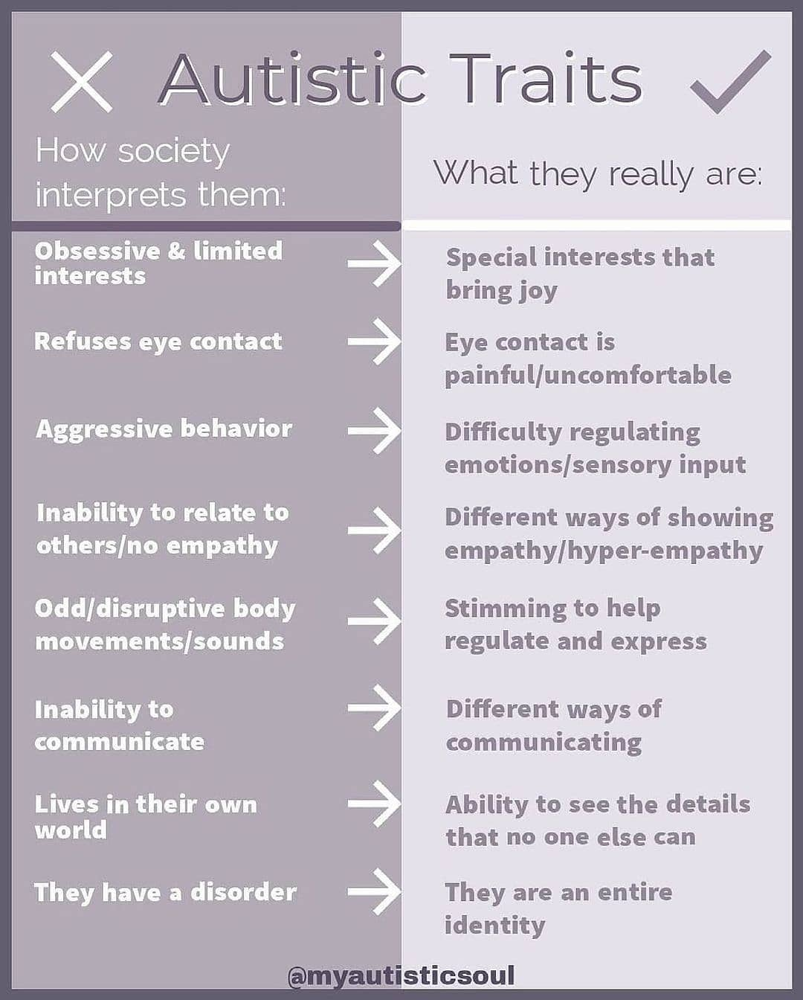 Autistic Traits
How society
interprets them:
What they really are:
Obsessive & limited
interests
Special interests that
bring joy
Refuses eye contact
Eye contact is
painful/uncomfortable
Aggressive behavior
Difficulty regulating
emotions/sensory input
Inability to relate to
others/no empathy
Different ways of showing
empathy/hyper-empathy
Odd/disruptive body
movements/sounds
Stimming to help
regulate and express
Inability to
communicate
Different ways of
communicating
Lives in their own
world
Ability to see the details
that no one else can
They have a disorder
They are an entire
identity
@myautisticsoul